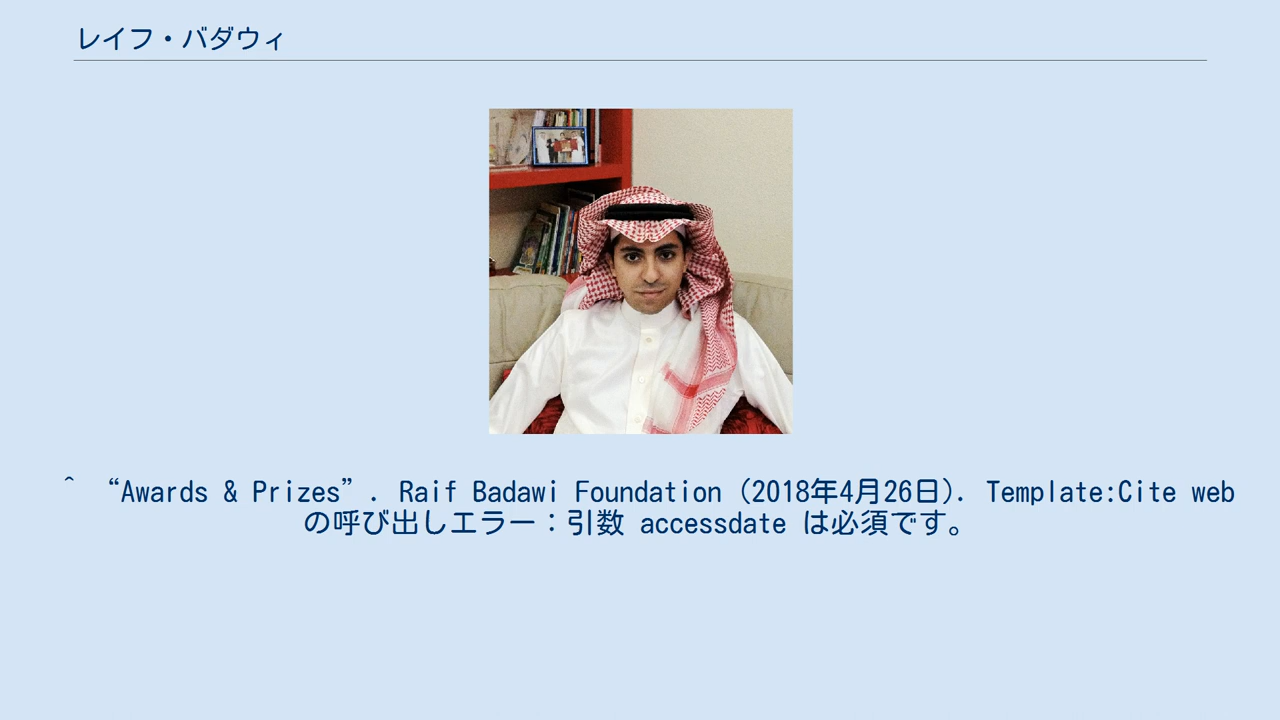 レイフ・バダウィ
^ “Awards & Prizes”. Raif Badawi Foundation (2018年4月26日). Template:Cite web
の呼び出しエラー：引数 accessdate は必須です。